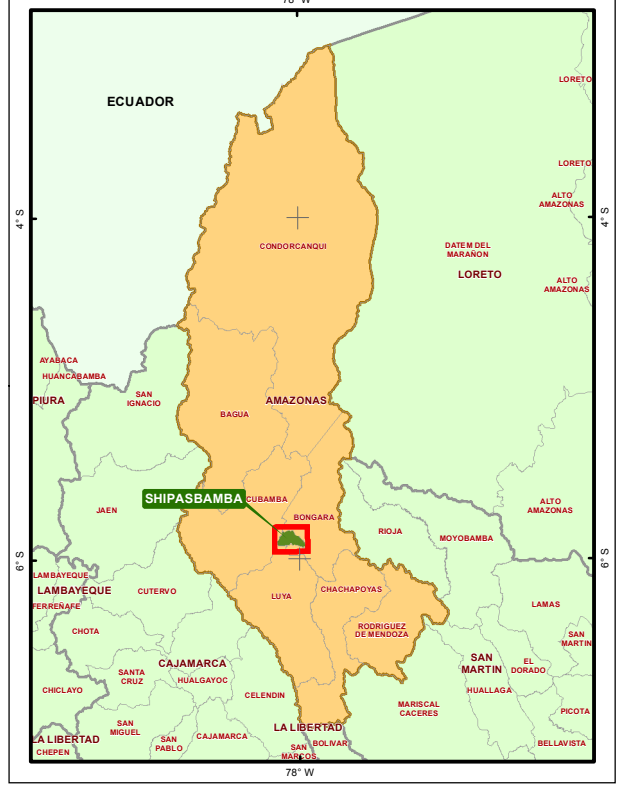 78° W
ECUADOR
LORETO
LORETO
ALTO
AMAZONAS
4° S
4° S
CONDORCANQUI
DATEM DEL
MARAÑON
LORETO
ALTO
AMAZONAS
AYABACA
HUANCABAMBA
PIURA
SAN
IGNACIO
AMAZONAS
BAGUA
SHIPASBAMBA
CUBAMBA
JAEN
BONGARA
ALTO
AMAZONAS
RIOJA
MOYOBAMBA
6° S
6° S
LAMBAYEQUE
LAMBAYEQUE
FERREÑAFE
CUTERVO
LUYA
CHACHAPOYAS
LAMAS
CHOTA
RODRIGUEZ
DE MENDOZA
SAN
MARTIN
CAJAMARCA
SAN
MARTIN
EL
DORADO
SANTA
CRUZ
HUALGAYOC
CHICLAYO
CELENDIN
HUALLAGA
MARISCAL
CACERES
PICOTA
SAN
MIGUEL
LA LIBERTAD
LA LIBERTAD
CHEPEN
SAN
PABLO
CAJAMARCA
SAN
MARCOS
BOLIVAR
BELLAVISTA
78° W